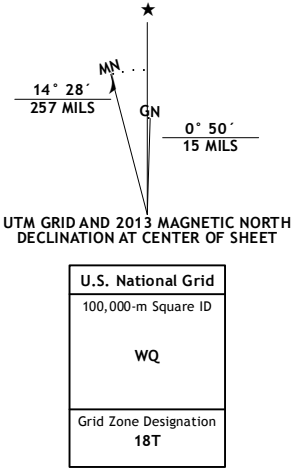 MN
14° 28´
257 MILS
GN
0° 50´
15 MILS
UTM GRID AND 2013 MAGNETIC NORTH
DECLINATION AT CENTER OF SHEET
U.S. National Grid
100,000-m Square ID
WQ
Grid Zone Designation
18T